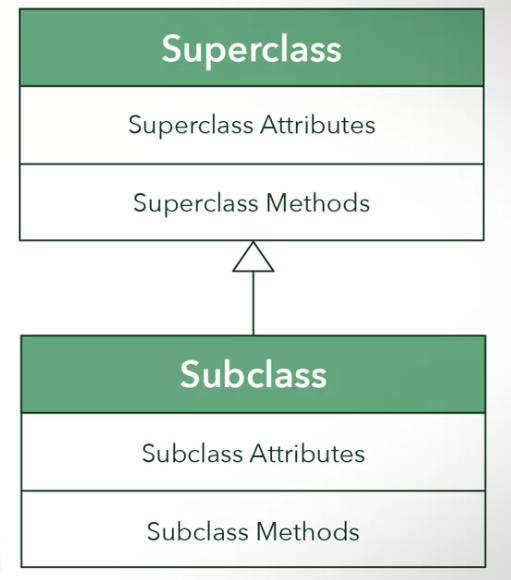 Superclass
Superclass Attributes
Superclass Methods
Subclass
Subclass Attributes
Subclass Methods